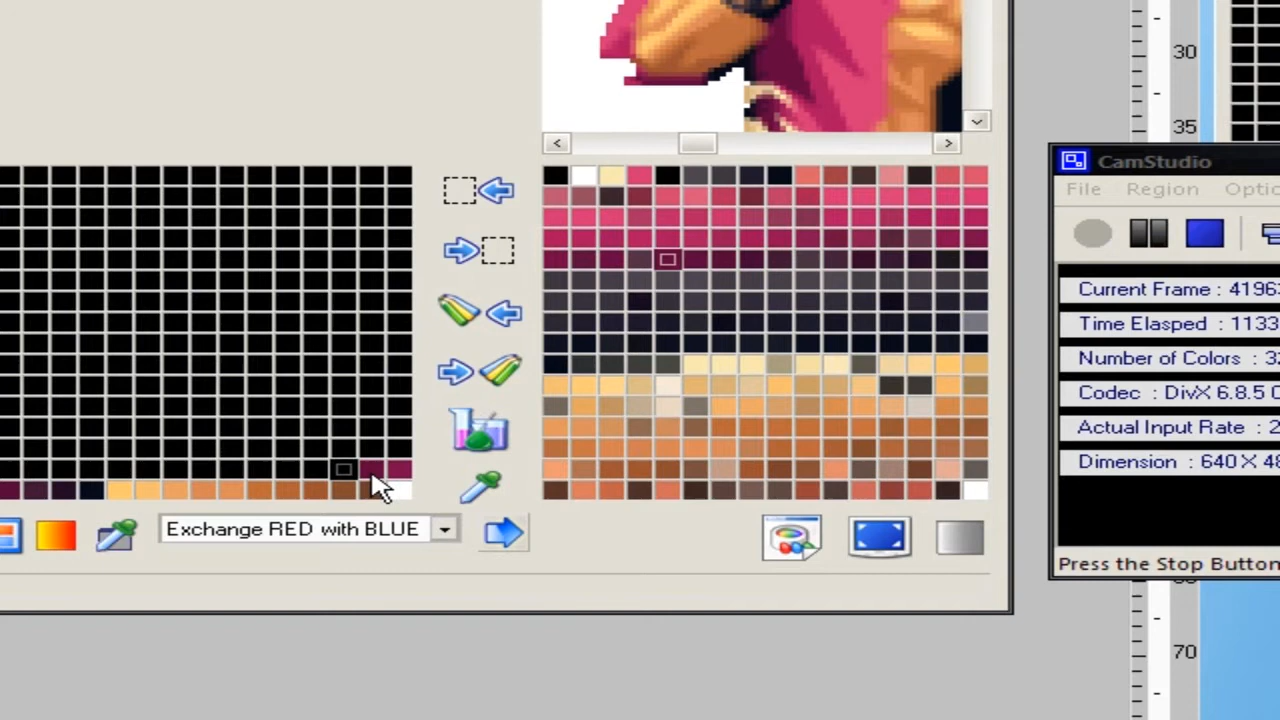 30
35
CamStudio
File Region
Current Frame :
Time Elasped :
Number of Colors :
Codec : DivX 6.8.5
Actual Input Rate :
Dimension : 640 X
Exchange RED with BLUE
Press the Stop Button
70